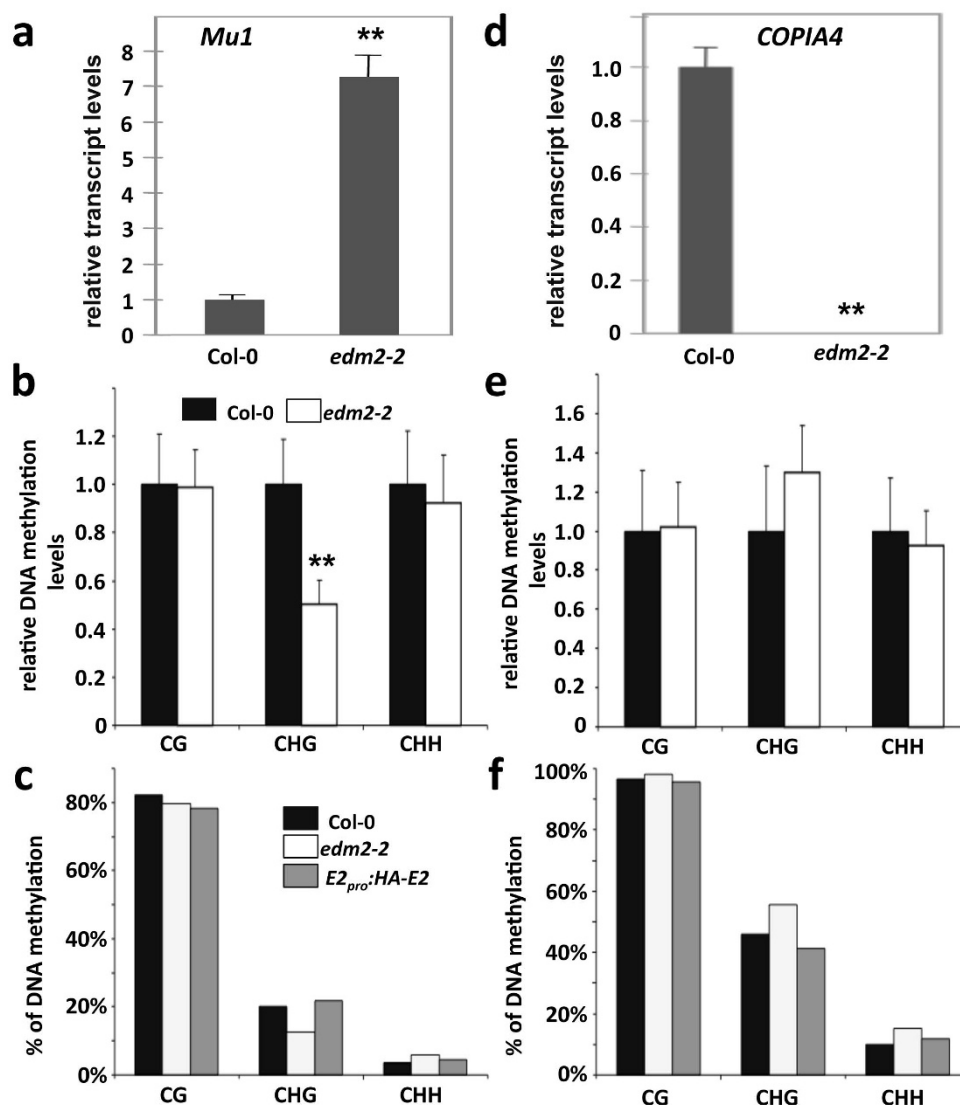 a
Mu1
**
relative transcript levels
8
7
6
5
4
3
2
1
0
Col-0
edm2-2
d
COPIA4
relative transcript levels
1.0
0.8
0.6
0.4
0.2
0
**
Col-0
edm2-2
b
Col-0
edm2-2
relative DNA methylation
levels
1.2
1.0
0.8
0.6
0.4
0.2
0
**
CG
CHG
CHH
e
relative DNA methylation
levels
1.6
1.4
1.2
1.0
0.8
0.6
0.4
0.2
0
CG
CHG
CHH
c
% of DNA methylation
80%
60%
40%
20%
0%
Col-0
edm2-2
E2pro:HA-E2
CG
CHG
CHH
f
% of DNA methylation
100%
80%
60%
40%
20%
0%
CG
CHG
CHH